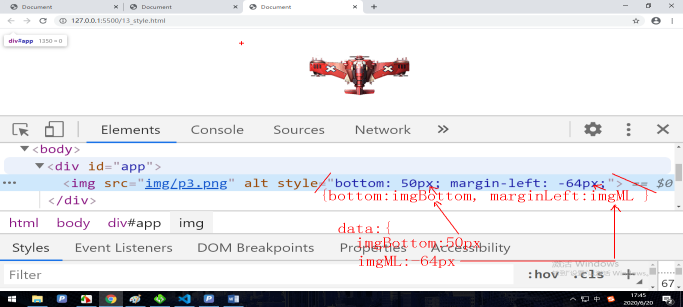 Document
Document
Document
127.0.0.1:5500/13_style.html
div#app 1350 × 0
Elements
Console
Sources
Network
<body>
<div id="app">
<img src="img/p3.png" alt style="bottom: 50px; margin-left: -64px;"> == $0
{bottom:imgBottom, marginLeft:imgML }
</div>
data:{
html body div#app img
imgBottom:50px
Styles Event Listeners DOM Breakpoints Properties Accessibility
imgML:-64px
激活 Windows
Filter
:hov .cls +
67
17:45
2020/6/20
中